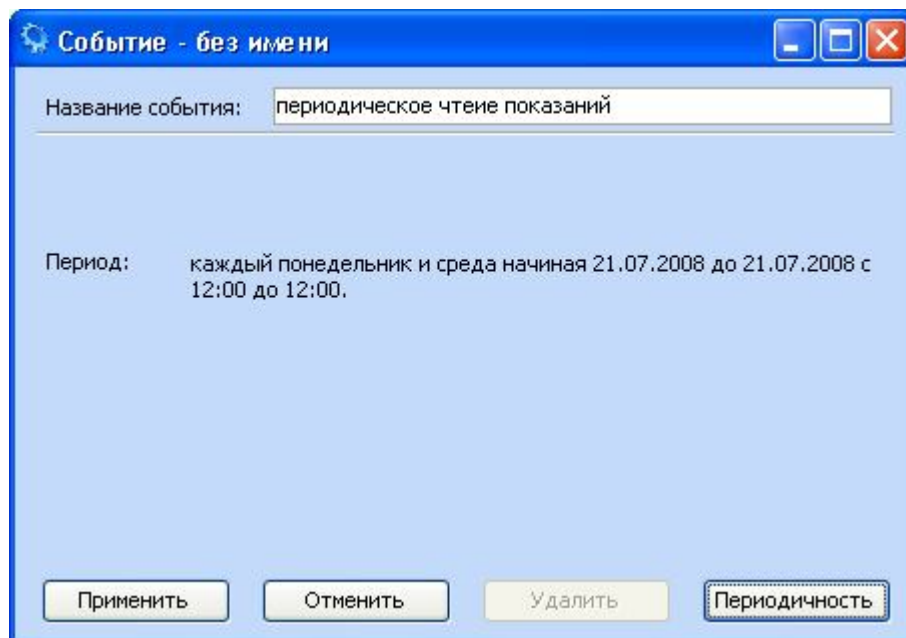 Событие - без имени
Название события: периодическое чтеие показаний
Период: каждый понедельник и среда начиная 21.07.2008 до 21.07.2008 с
12:00 до 12:00.
Применить Отменить Удалить Периодичность